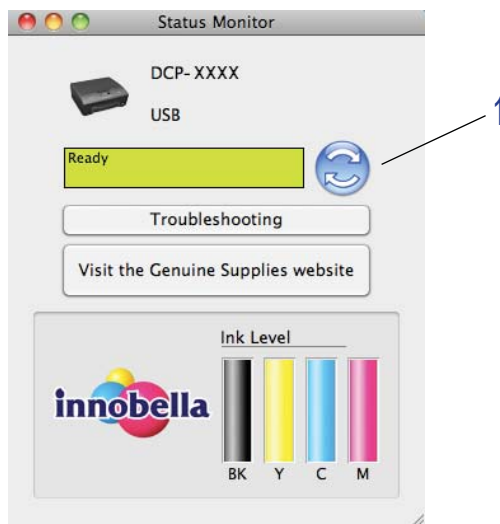 Status Monitor
DCP-XXXX
USB
1
Ready
Troubleshooting
Visit the Genuine Supplies website
Ink Level
innobella
BK Y C M